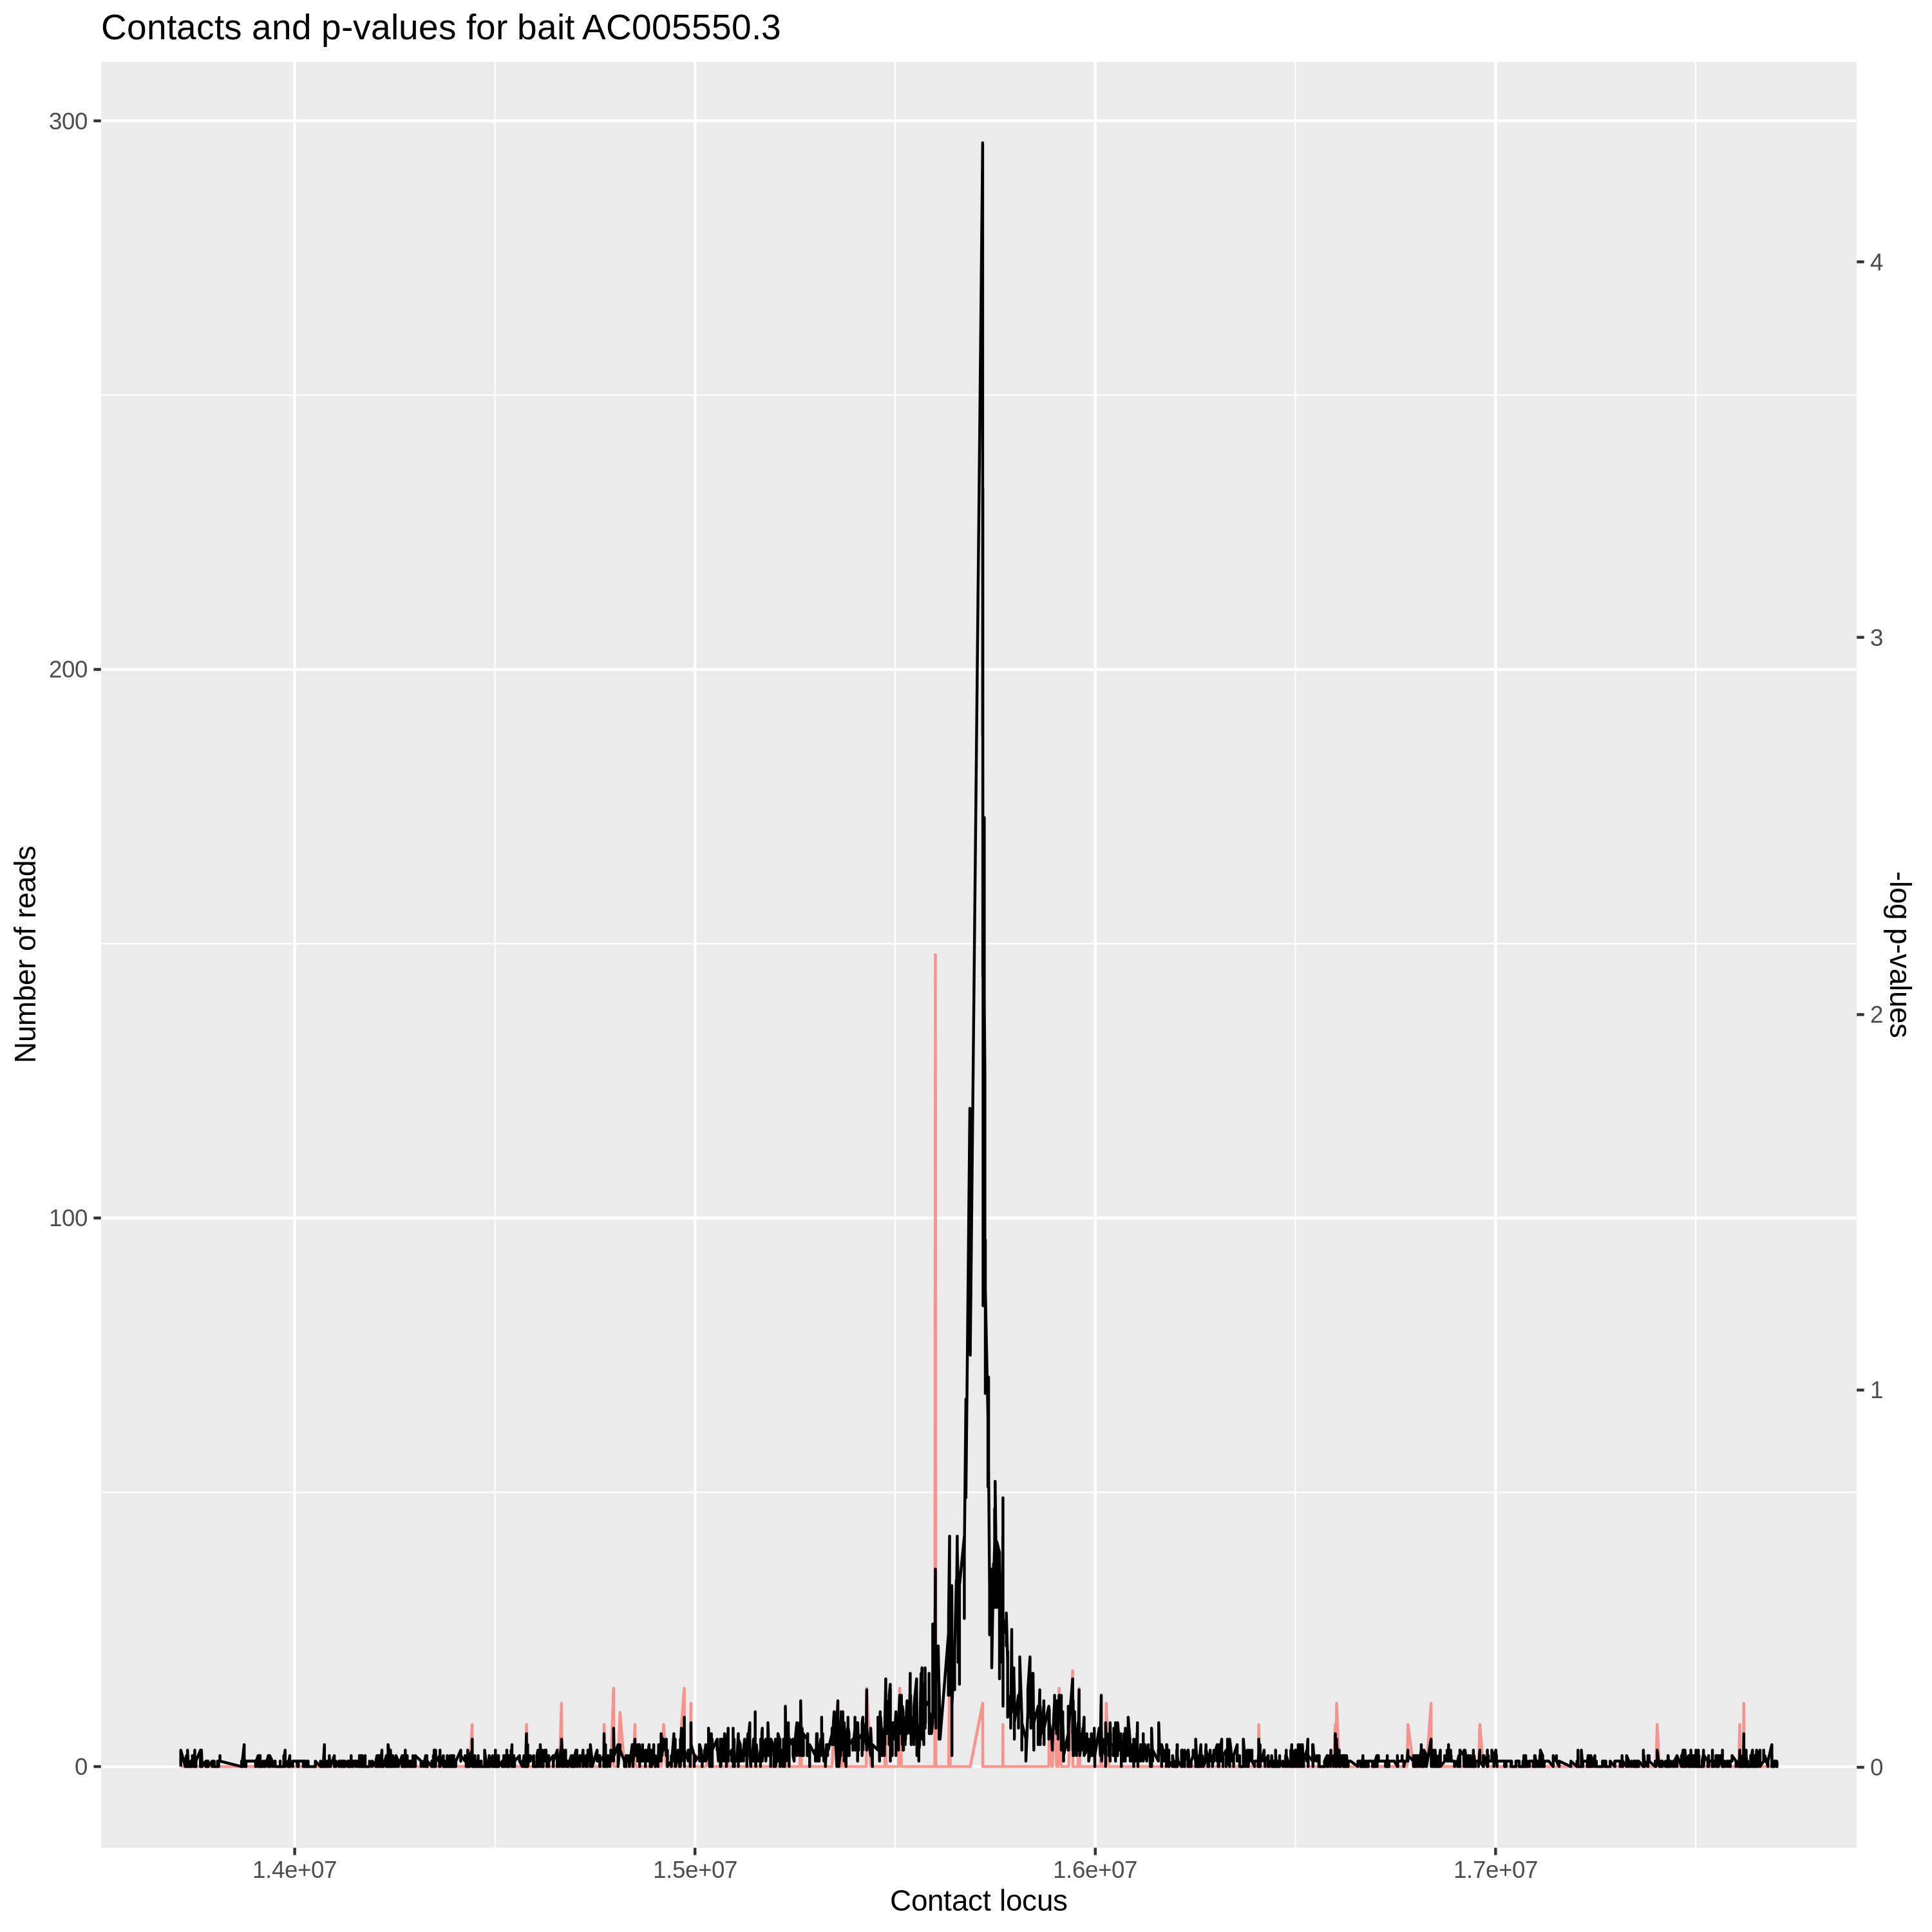 Contacts and p-values for bait AC005550.3
300
200
100
0
Number of reads
4
3
2
1
0
-log p-values
1.4e+07
1.5e+07
1.6e+07
1.7e+07
Contact locus